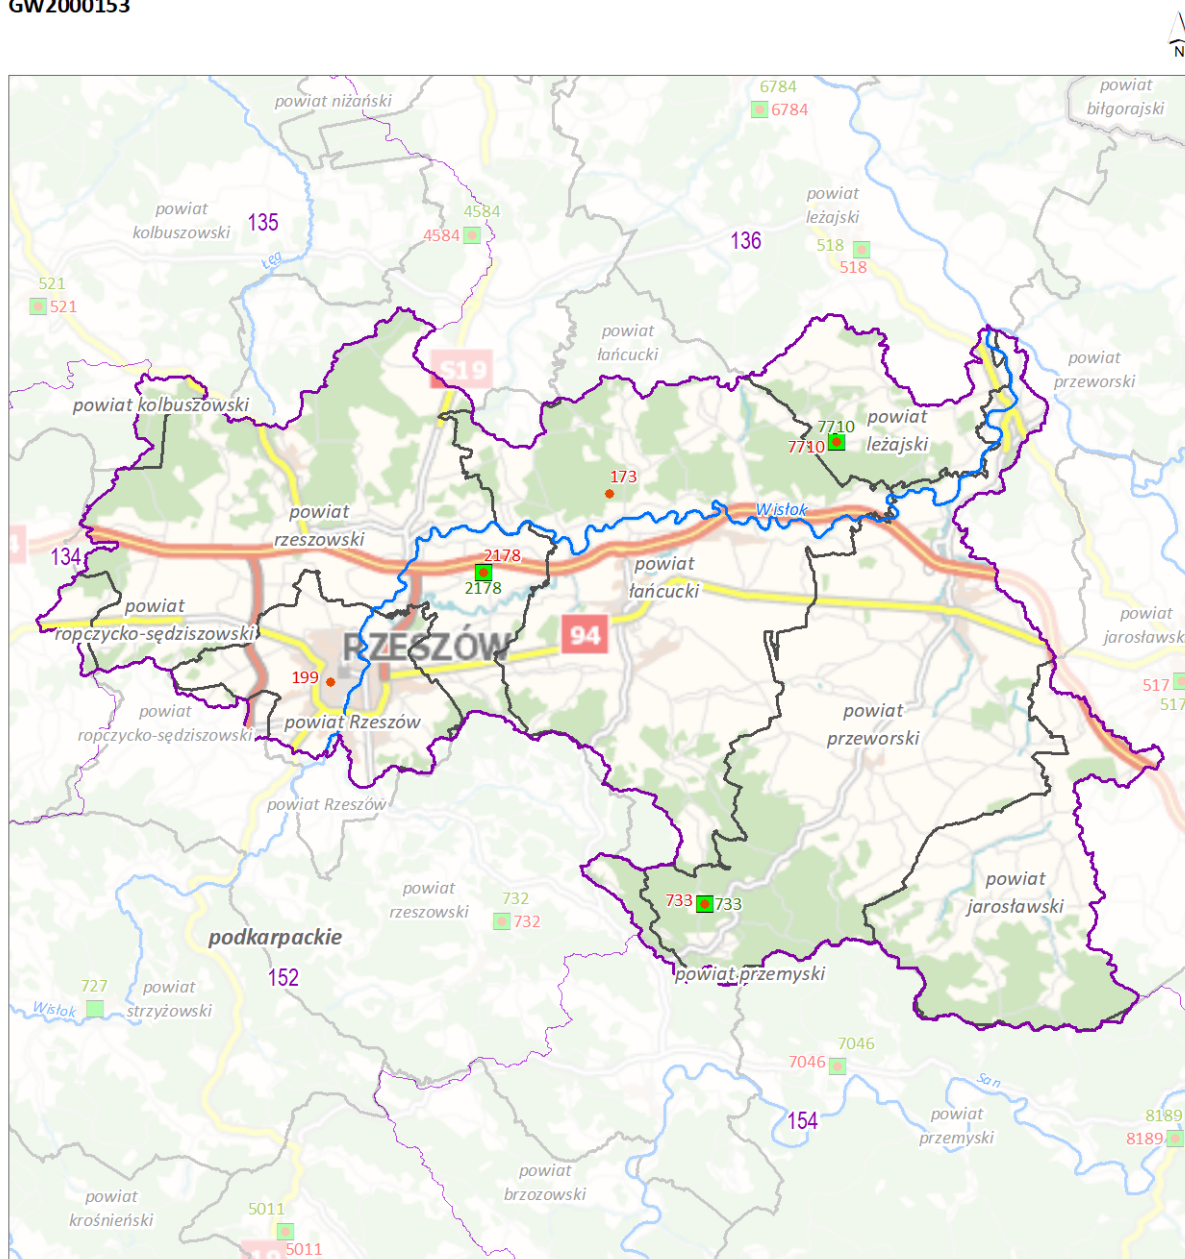 GW2000153
N
powiat niżański
6784
6784
powiat
biłgorajski
powiat
leżajski
powiat
kolbuszowski
135
4584
4584
136
518
518
Łęg
521
521
powiat
łańcucki
S19
powiat
przeworski
powiat kolbuszowski
7710
7710
powiat
leżajski
173
powiat
rzeszowski
Wisłok
134
2178
2178
powiat
łańcucki
powiat
ropczycko-sędziszowski
94
RZESZÓW
powiat
jarosławsk
199
517
517
powiat
ropczycko-sędziszowski
powiat Rzeszów
powiat
przeworski
powiat Rzeszów
powiat
rzeszowski
732
732
733
733
powiat
jarosławski
podkarpackie
152
powiat przemyski
727
Wisłok
powiat
strzyżowski
7046
7046
San
154
powiat
przemyski
8189
8189
powiat
brzozowski
powiat
krośnieński
5011
5011
19